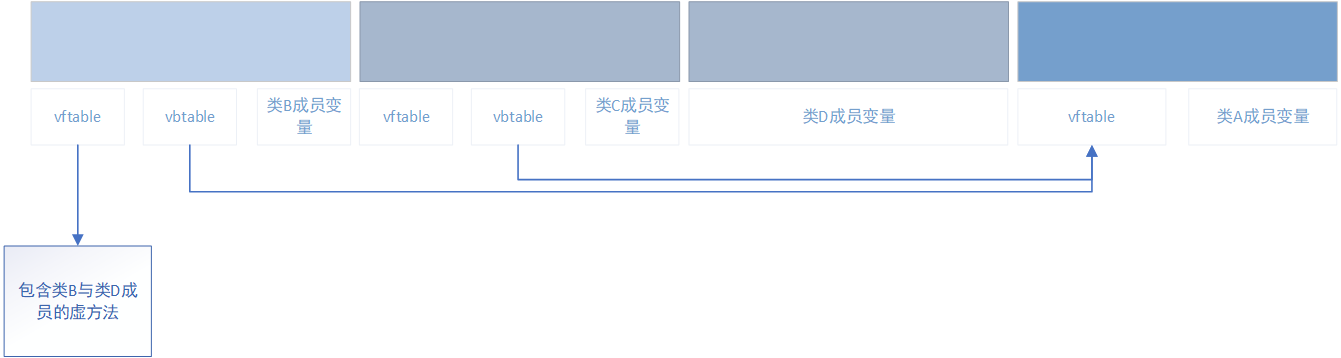 vftable
vbtable
类B成员变
量
vftable
vbtable
类C成员变
量
类D成员变量
vftable
类A成员变量
包含类B与类D成
员的虚方法